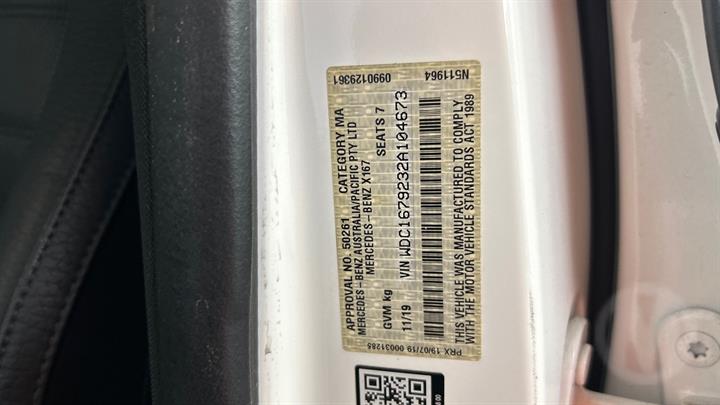 APPROVAL NO. 50261 CATEGORY MA
MERCEDES-BENZ AUSTRALIA/PACIFIC PTY LTD
MERCEDES-BENZ X167
GVM kg SEATS 7
11/19
VIN WDC1679232A104673
THIS VEHICLE WAS MANUFACTURED TO COMPLY
WITH THE MOTOR VEHICLE STANDARDS ACT 1989
PRX 19/07/19 00031285
0990129361
N511964